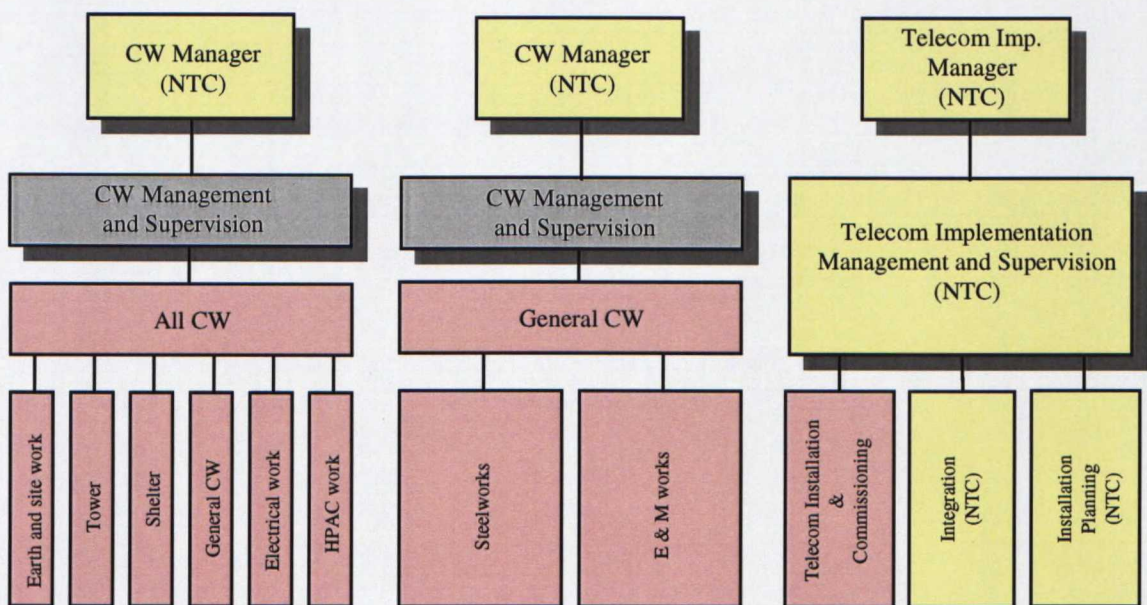 CW Manager
(NTC)
CW Management
and Supervision
All CW
Earth and site work
Tower
Shelter
General CW
Electrical work
HPAC work
CW Manager
(NTC)
CW Management
and Supervision
General CW
Steelworks
E & M works
Telecom Imp.
Manager
(NTC)
Telecom Implementation
Management and Supervision
(NTC)
Telecom Installation
&
Commissioning
Integration
(NTC)
Installation
Planning
(NTC)